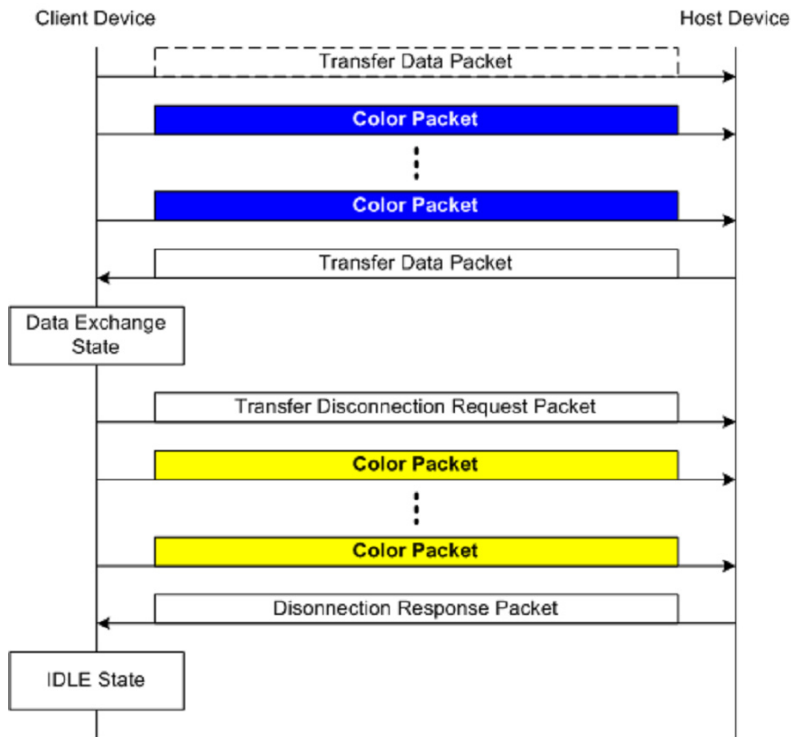 Client Device
Host Device
Transfer Data Packet
Color Packet
Color Packet
Transfer Data Packet
Data Exchange
State
Transfer Disconnection Request Packet
Color Packet
Color Packet
Disonnection Response Packet
IDLE State